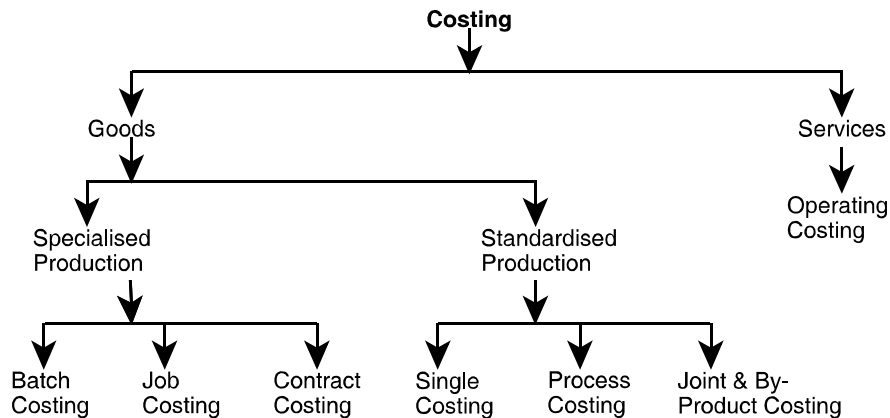 Costing
Goods
Services
Operating
Costing
Specialised
Production
Standardised
Production
Batch
Costing
Job
Costing
Contract
Costing
Single
Costing
Process
Costing
Joint & By-
Product Costing